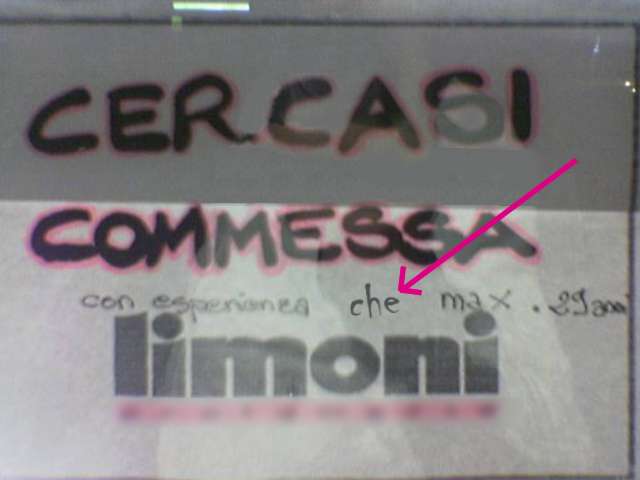 CERCASI
COMMESSA
con esperienza che max. 29 anni
limoni